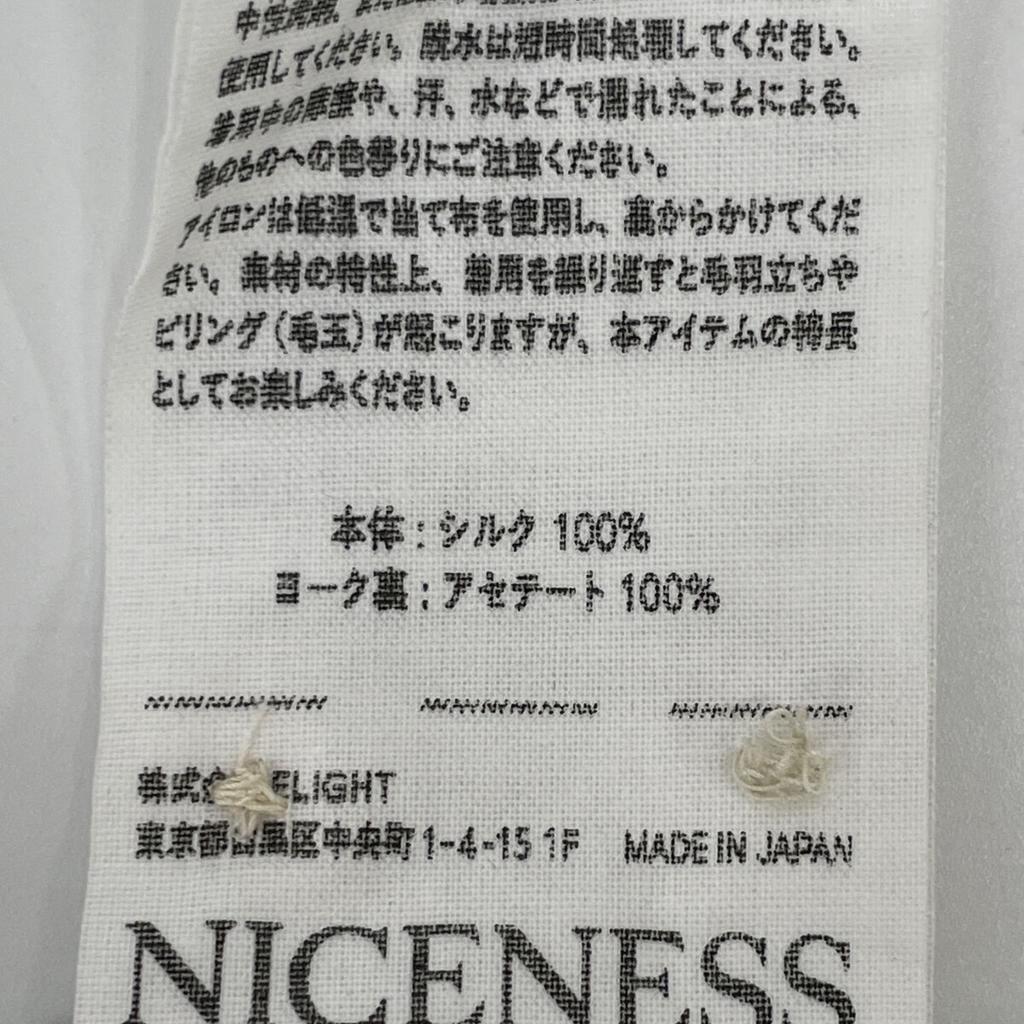 中性洗剤、
使用してください。脱水は短時間処理してください。
着用中の摩擦や、汗、水などで濡れたことによる、
他のものへの色移りにご注意ください。
アイロンは低温で当て布を使用し、裏からかけてくだ
さい。素材の特性上、着用を繰り返すと毛羽立ちや
ピリング(毛玉)が起こりますが、本アイテムの特長
としてお楽しみください。
本体：シルク 100%
ヨーク裏：アセテート 100%
株式会 ELIGHT
東京都目黒区中央町1-4-15 1F MADE IN JAPAN
NICENESS